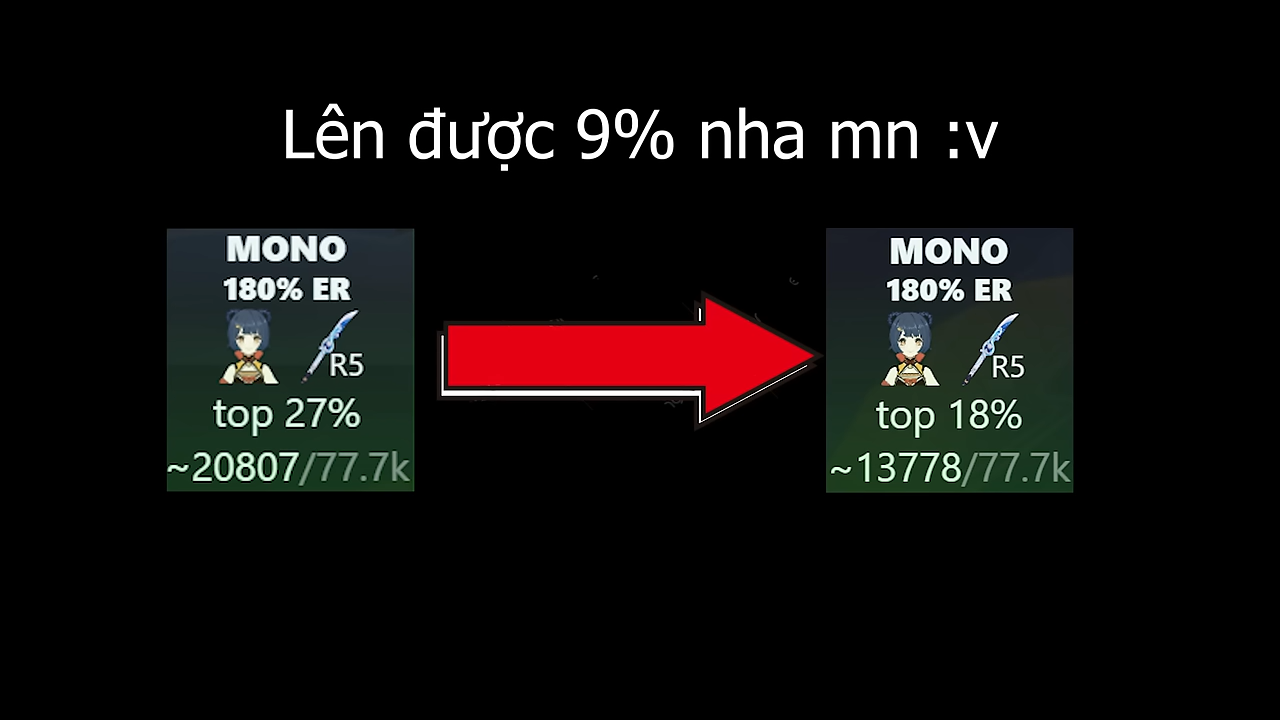 Lên được 9% nha mn :v
MONO
180% ER
R5
top 27%
~20807/77.7k
MONO
180% ER
R5
top 18%
~13778/77.7k